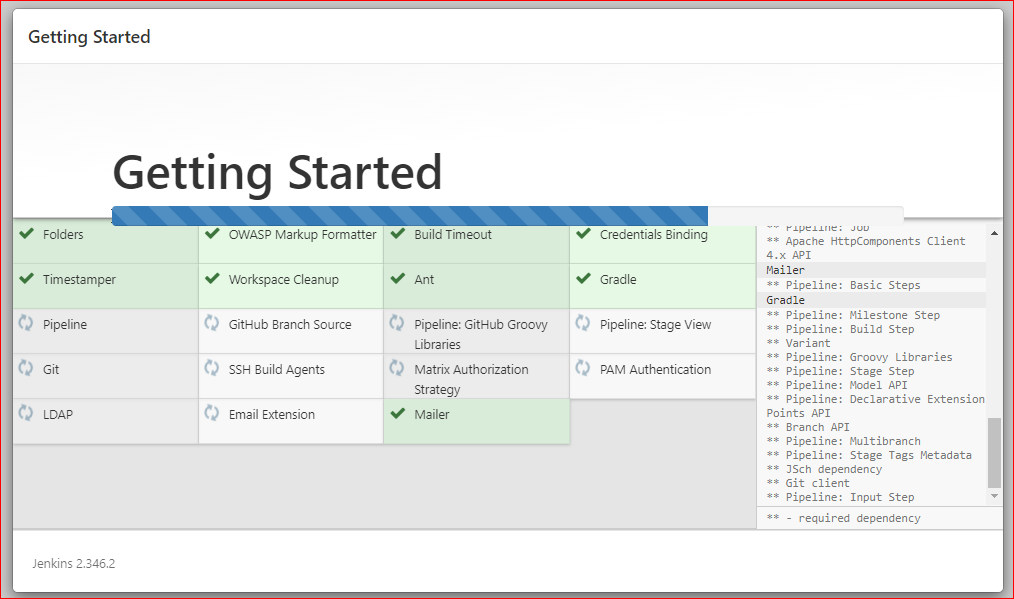 Getting Started
Getting Started
Folders
OWASP Markup Formatter
Build Timeout
Credentials Binding
Timestamper
Workspace Cleanup
Ant
Gradle
Pipeline
GitHub Branch Source
Pipeline: GitHub Groovy
Libraries
Pipeline: Stage View
Git
SSH Build Agents
Matrix Authorization
Strategy
PAM Authentication
LDAP
Email Extension
Mailer
** Pipeline: Job
** Apache HttpComponents Client
4.x API
Mailer
** Pipeline: Basic Steps
Gradle
** Pipeline: Milestone Step
** Pipeline: Build Step
** Variant
** Pipeline: Groovy Libraries
** Pipeline: Stage Step
** Pipeline: Model API
** Pipeline: Declarative Extension
Points API
** Branch API
** Pipeline: Multibranch
** Pipeline: Stage Tags Metadata
** JSch dependency
** Git client
** Pipeline: Input Step
** - required dependency
Jenkins 2.346.2